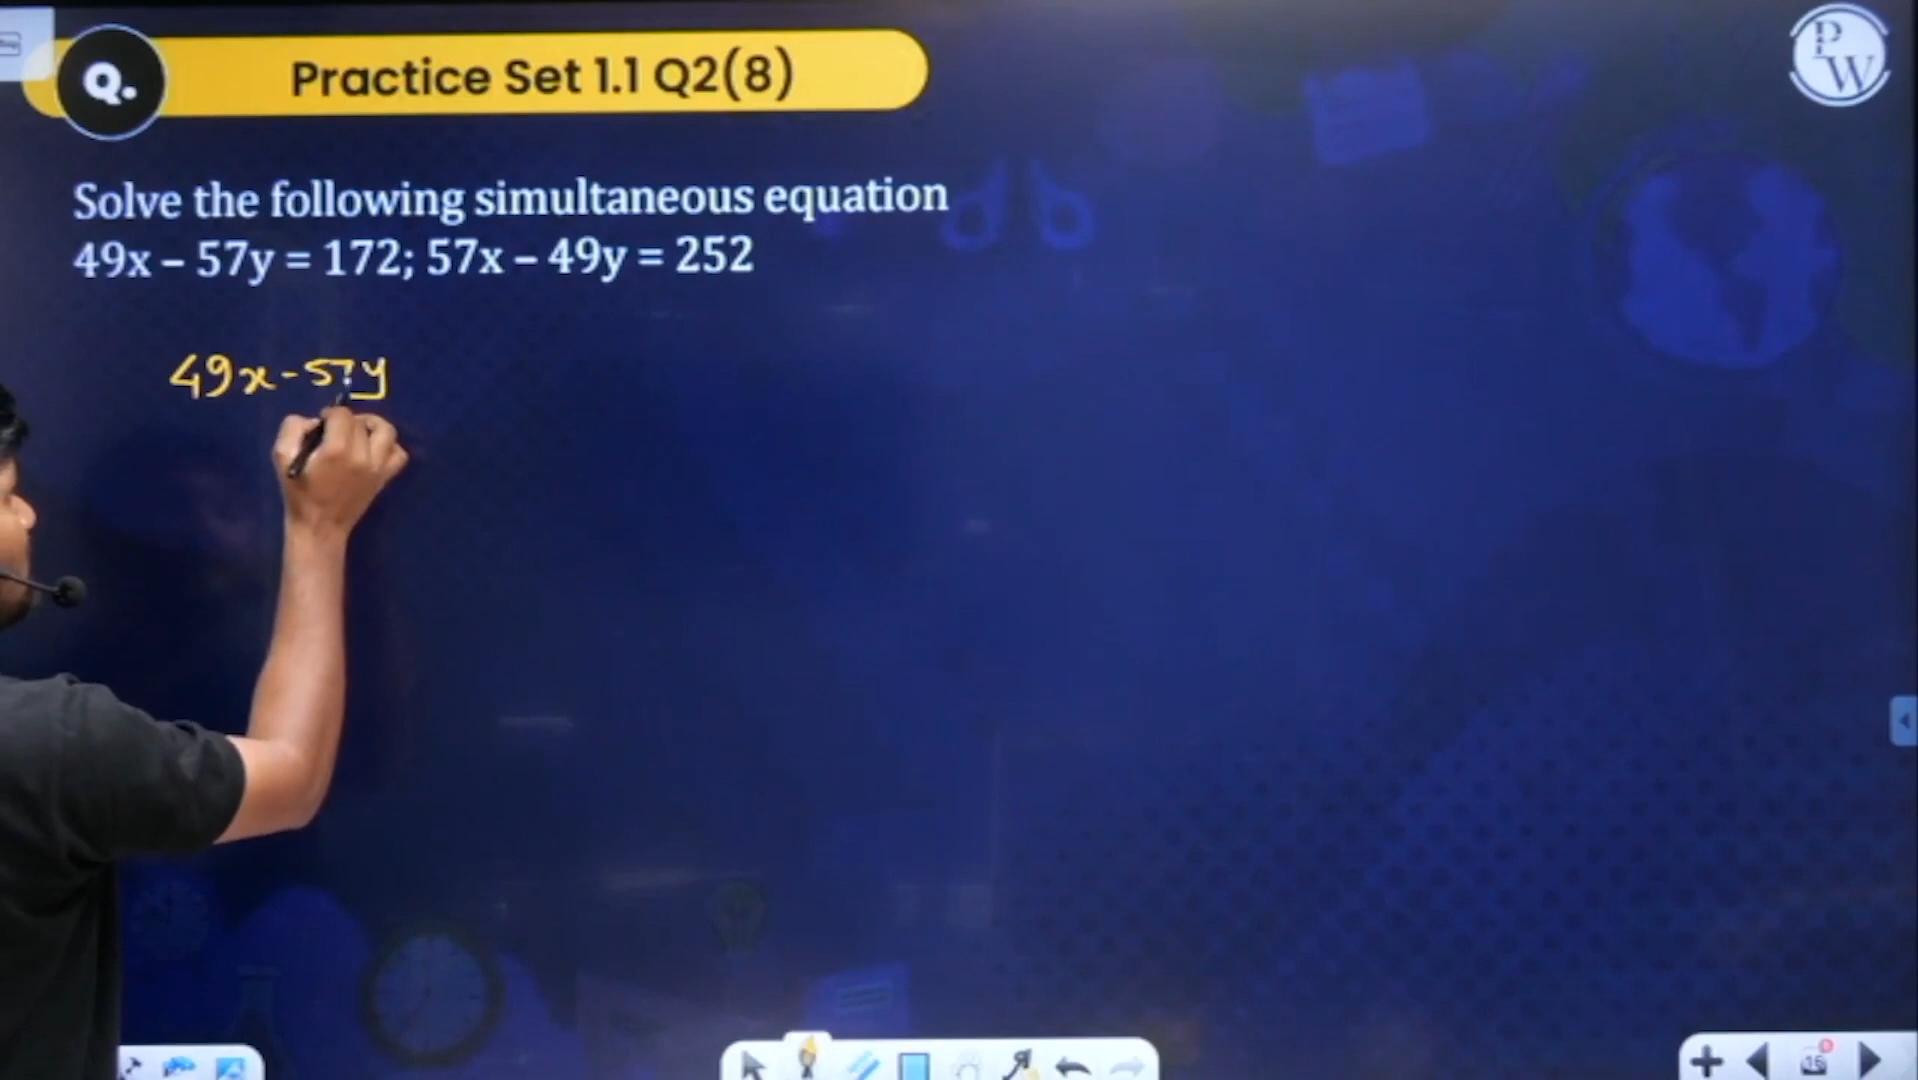 Q.
Practice Set 1.1 Q2(8)
P
W
Solve the following simultaneous equation
49x – 57y = 172; 57x – 49y = 252
49x-57y
16